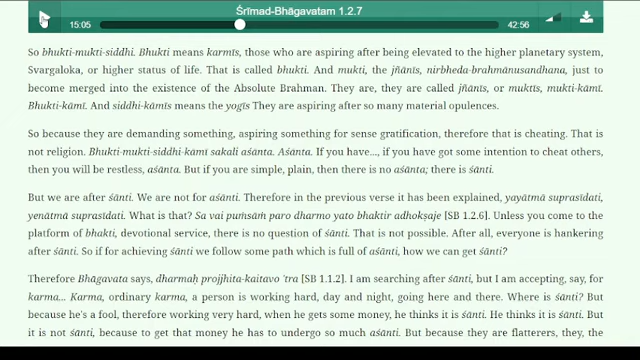 Śrīmad-Bhāgavatam 1.2.7
15:05
42:56
So bhukti-mukti-siddhi. Bhukti means karmīs, those who are aspiring after being elevated to the higher planetary system,
Svargaloka, or higher status of life. That is called bhukti. And mukti, the jñānīs, nirbheda-brahmānusandhana, just to
become merged into the existence of the Absolute Brahman. They are, they are called jñānīs, or muktis, mukti-kāmī.
Bhukti-kāmī. And siddhi-kāmīs means the yogīs They are aspiring after so many material opulences.
So because they are demanding something, aspiring something for sense gratification, therefore that is cheating. That is
not religion. Bhukti-mukti-siddhi-kāmī sakali aśānta. Aśānta. If you have..., if you have got some intention to cheat others,
then you will be restless, aśānta. But if you are simple, plain, then there is no aśānta; there is śānti.
But we are after śānti. We are not for aśānti. Therefore in the previous verse it has been explained, yayātmā suprasīdati,
yenātmā suprasīdati. What is that? Sa vai puṁsāṁ paro dharmo yato bhaktir adhokṣaje [SB 1.2.6]. Unless you come to the
platform of bhakti, devotional service, there is no question of śānti. That is not possible. After all, everyone is hankering
after śānti. So if for achieving śānti we follow some path which is full of aśānti, how we can get śānti?
Therefore Bhāgavata says, dharmaḥ projjhita-kaitavo 'tra [SB 1.1.2]. I am searching after śānti, but I am accepting, say, for
karma... Karma, ordinary karma, a person is working hard, day and night, going here and there. Where is śānti? But
because he's a fool, therefore working very hard, when he gets some money, he thinks it is śānti. He thinks it is śānti. But
it is not śānti, because to get that money he has to undergo so much aśānti. But because they are flatterers, they, the